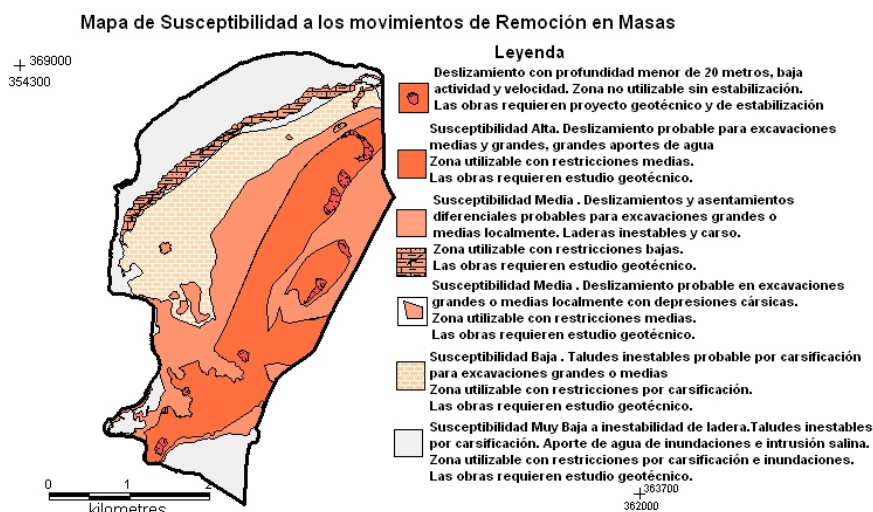 Mapa de Susceptibilidad a los movimientos de Remoción en Masas
369000
354300
Leyenda
Deslizamiento con profundidad menor de 20 metros, baja
actividad y velocidad. Zona no utilizable sin estabilización.
Las obras requieren proyecto geotécnico y de estabilización
Susceptibilidad Alta. Deslizamiento probable para excavaciones
medias y grandes, grandes aportes de agua
Zona utilizable con restricciones medias.
Las obras requieren estudio geotécnico.
Susceptibilidad Media . Deslizamientos y asentamientos
diferenciales probables para excavaciones grandes o
medias localmente. Laderas inestables y carso.
Zona utilizable con restricciones bajas.
Las obras requieren estudio geotécnico.
Susceptibilidad Media . Deslizamiento probable en excavaciones
grandes o medias localmente con depresiones cársicas.
Zona utilizable con restricciones medias.
Las obras requieren estudio geotécnico.
Susceptibilidad Baja . Taludes inestables probable por carsificación
para excavaciones grandes o medias
Zona utilizable con restricciones por carsificación.
Las obras requieren estudio geotécnico.
Susceptibilidad Muy Baja a inestabilidad de ladera.Taludes inestables
por carsificación. Aporte de agua de inundaciones e intrusión salina.
Zona utilizable con restricciones por carsificación e inundaciones.
Las obras requieren estudio geotécnico.
0 1 2
kilometres
363700
362000